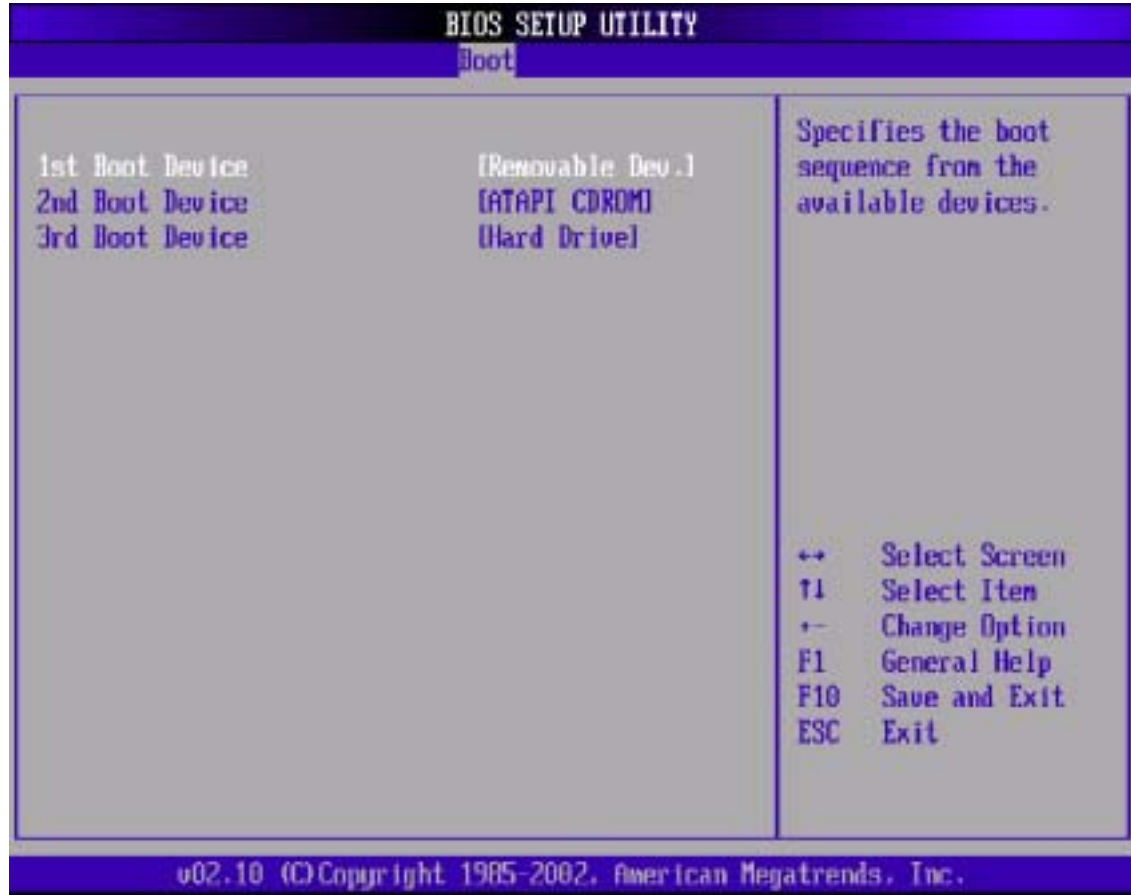 BIOS SETUP UTILITY
Boot
1st Boot Device [Removable Dev.]
2nd Boot Device [ATAPI CDROM]
3rd Boot Device [Hard Drive]
Specifies the boot
sequence from the
available devices.
↔ Select Screen
↑↓ Select Item
+- Change Option
F1 General Help
F10 Save and Exit
ESC Exit
v02.10 (C)Copyright 1985-2002, American Megatrends, Inc.